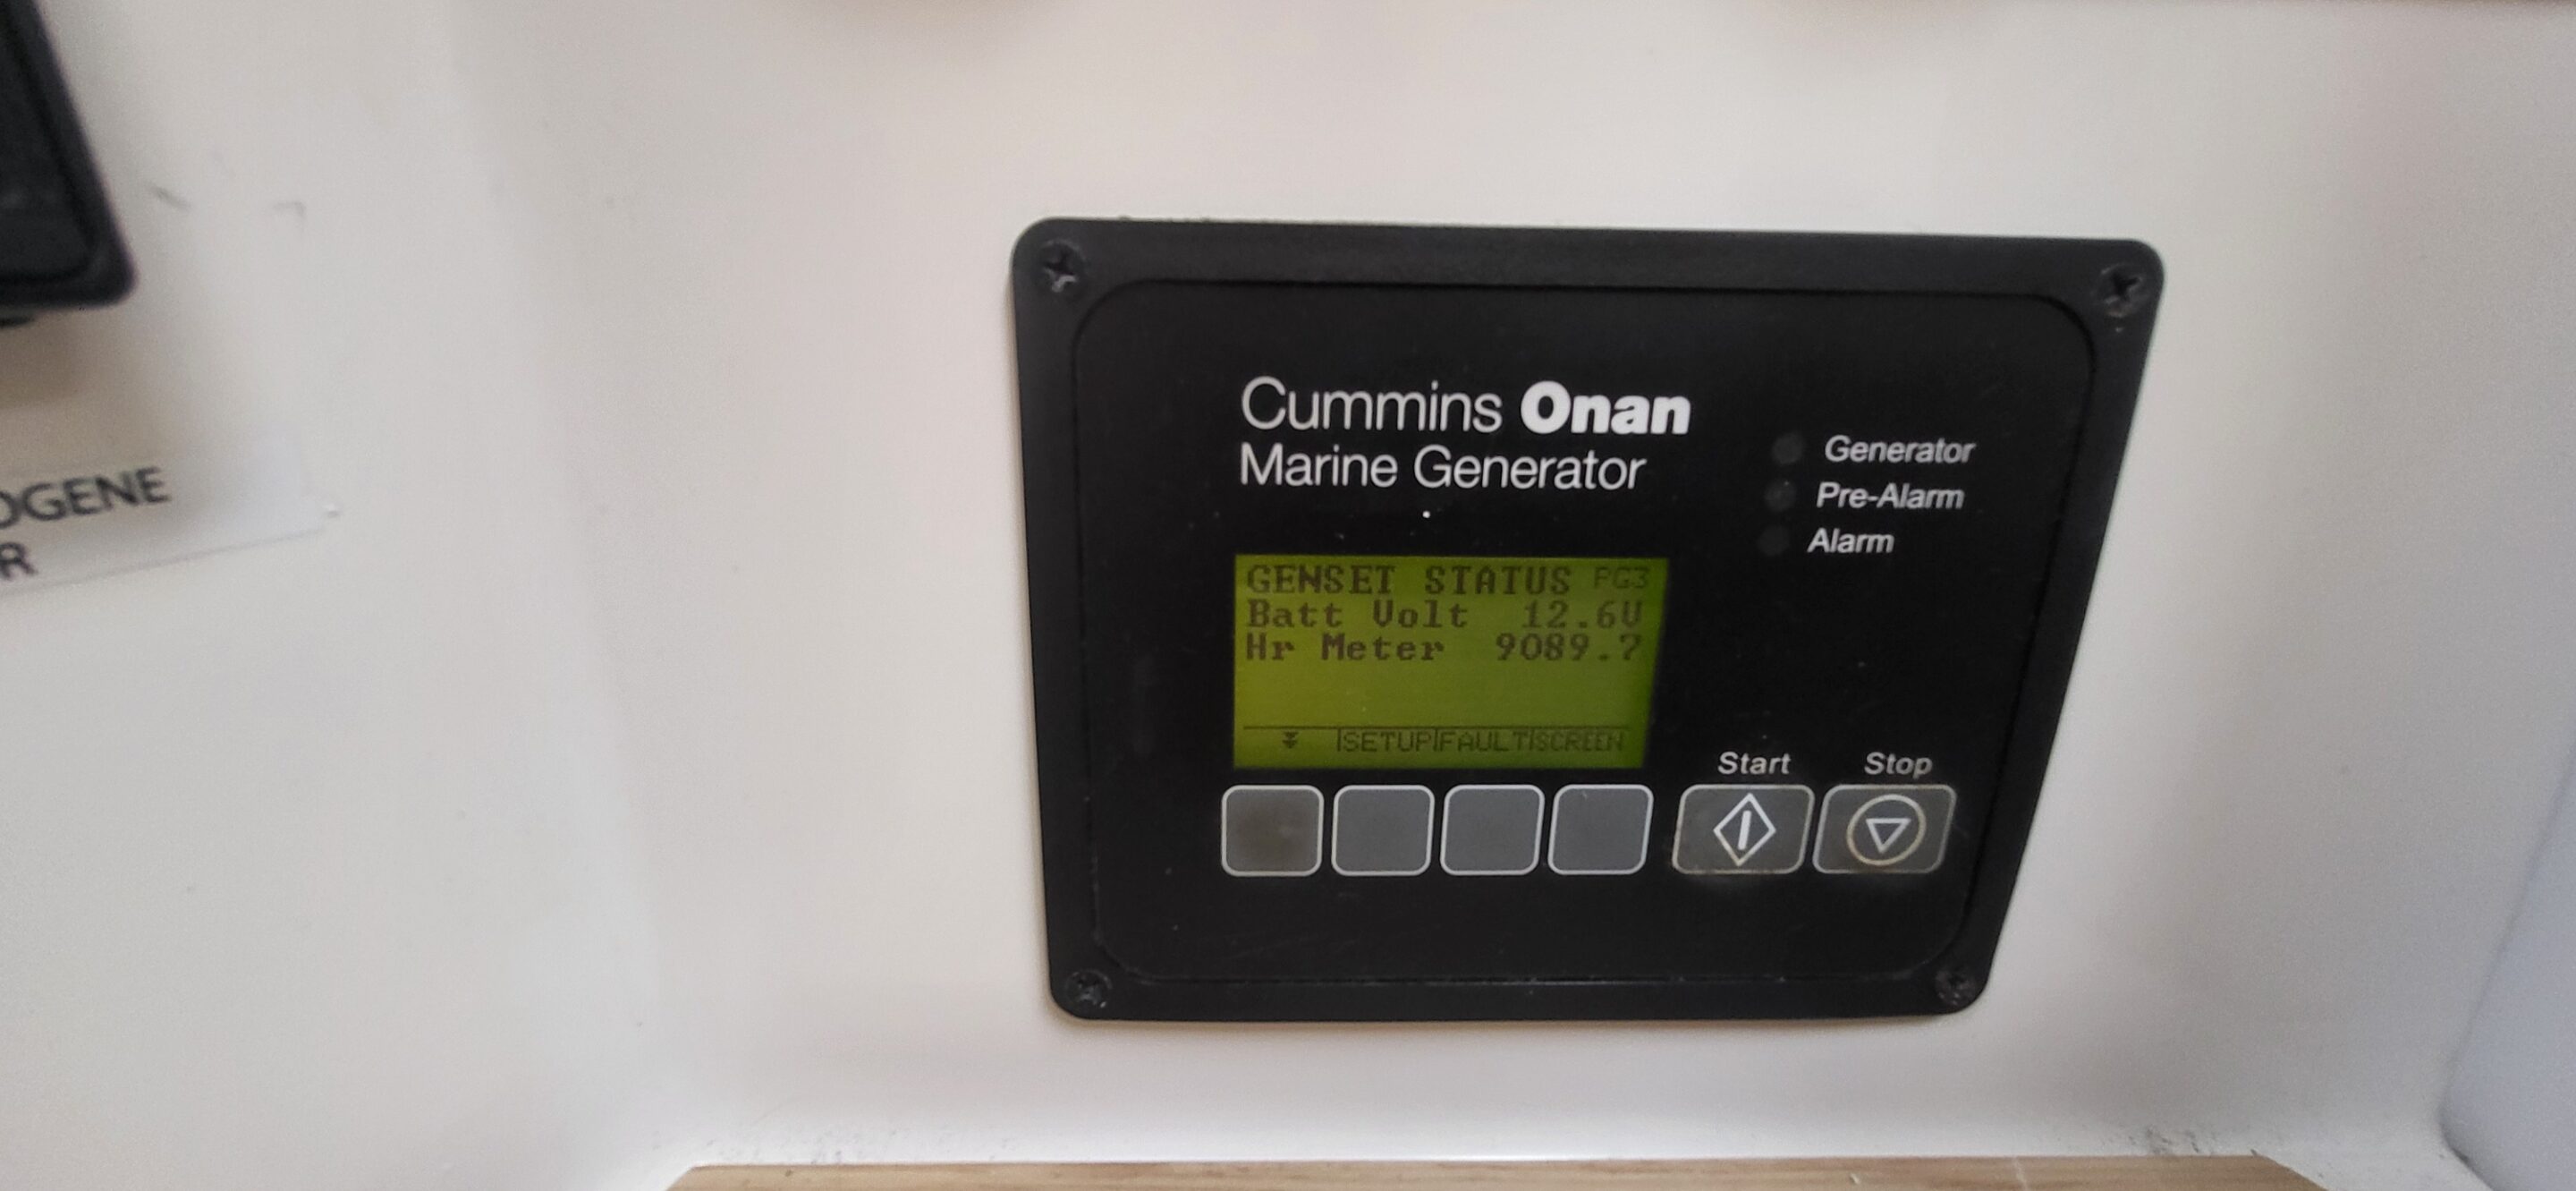 OGENE
R
Cummins Onan
Marine Generator
Generator
Pre-Alarm
Alarm
GENSET STATUS PG3
Batt Volt 12.6V
Hr Meter 9089.7
SETUP FAULT SCREEN
Start Stop